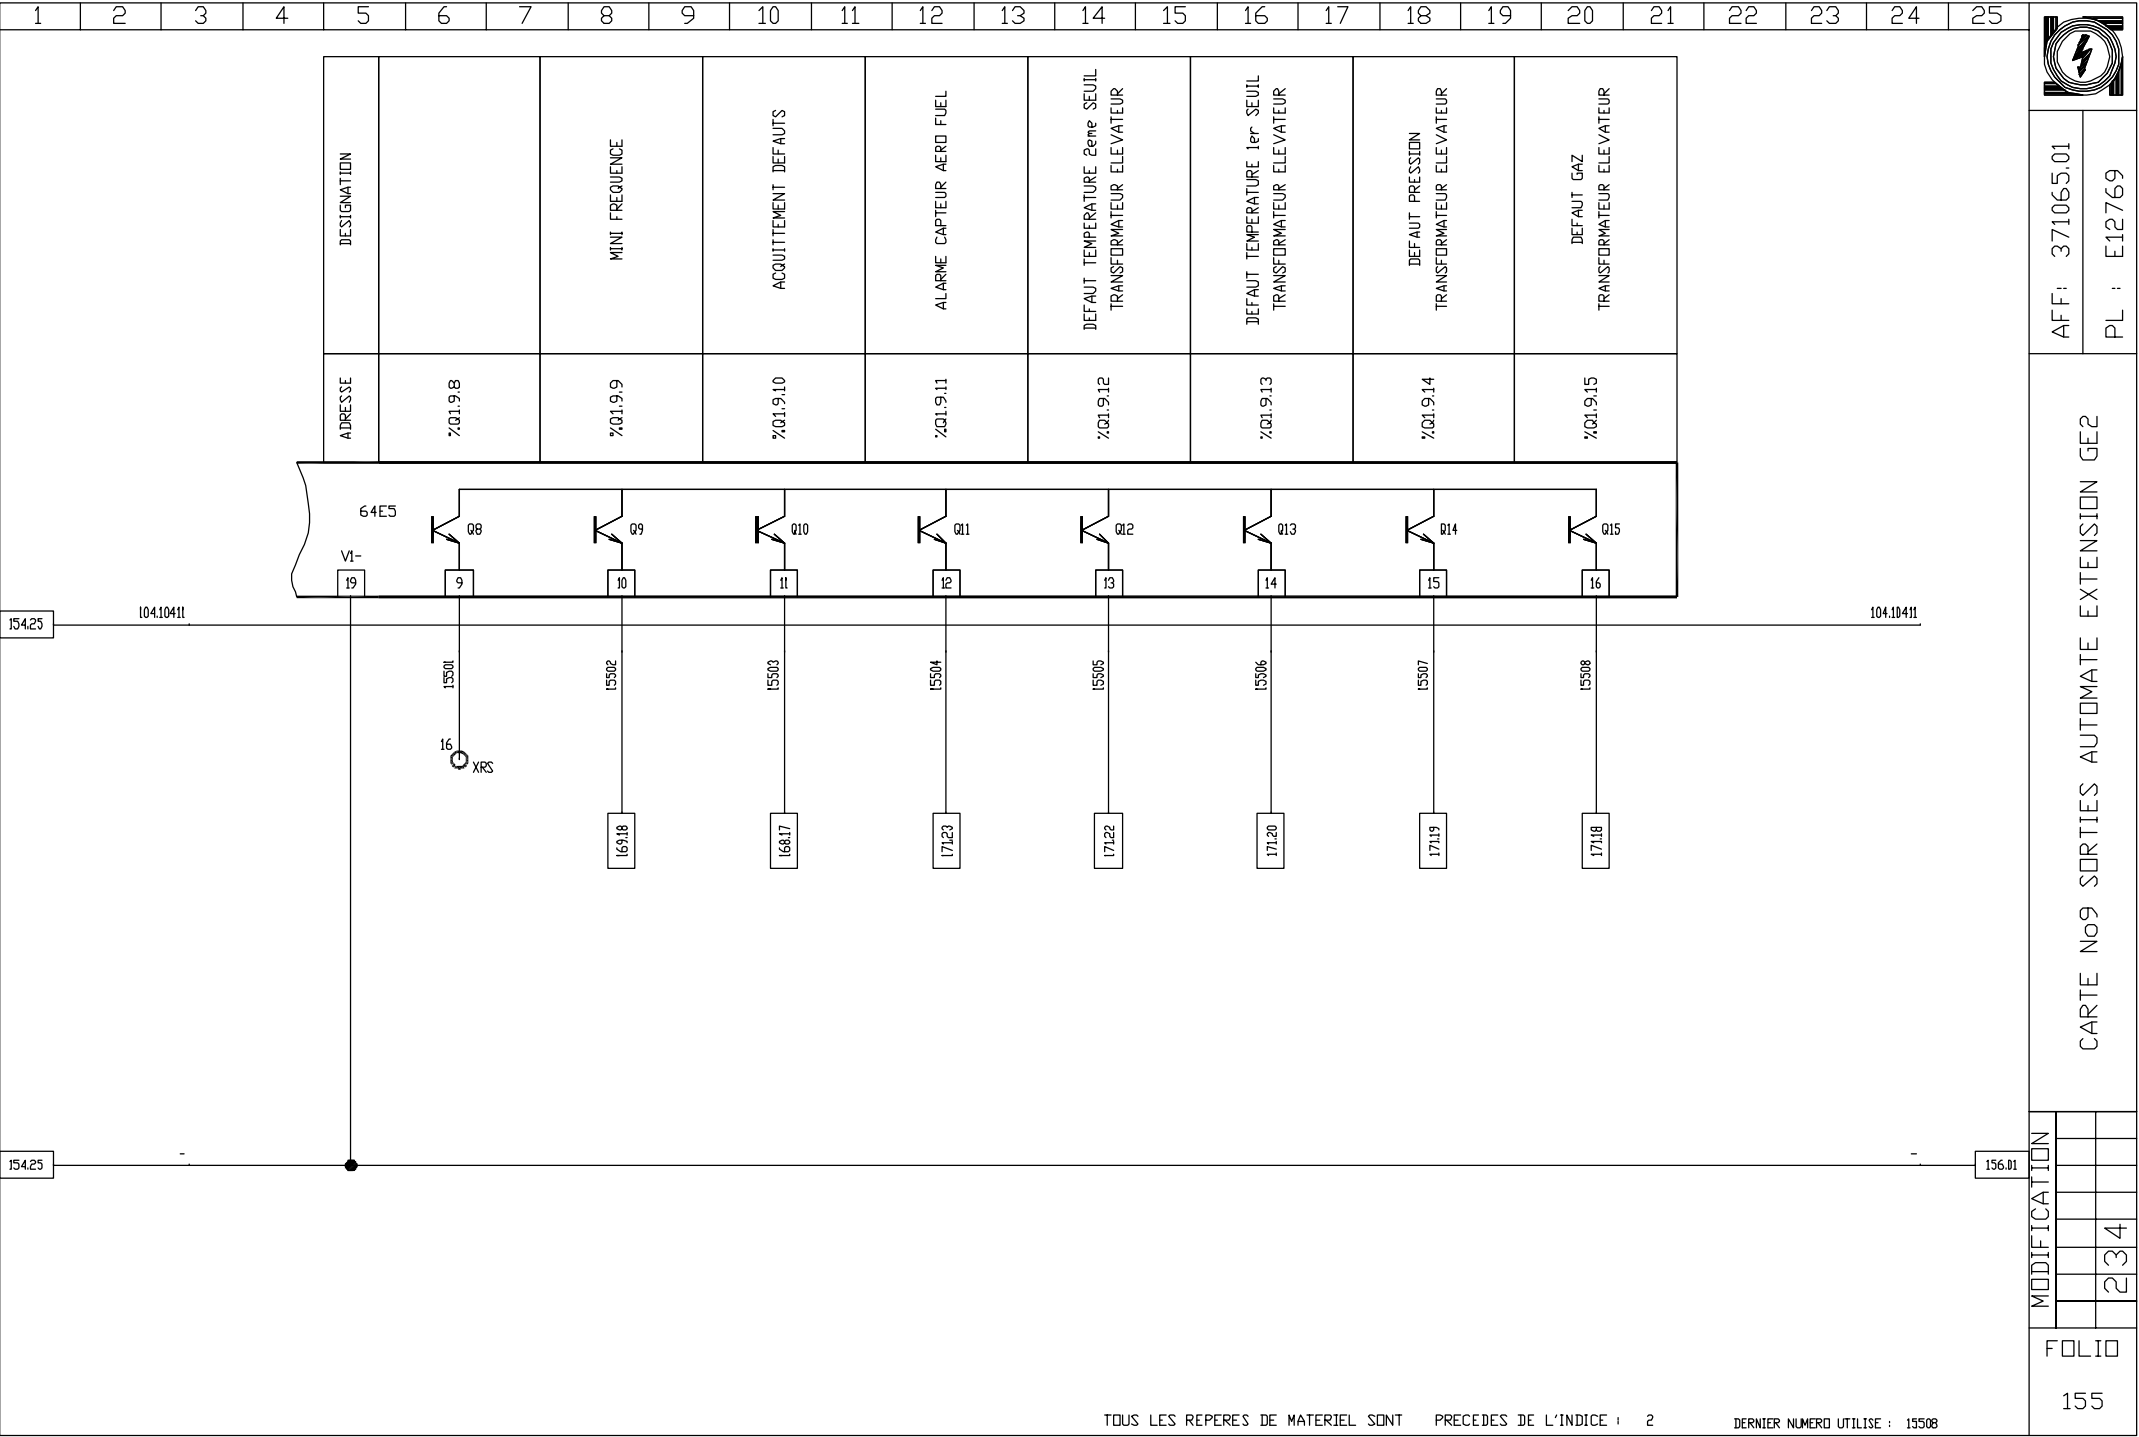 1 2 3 4 5 6 7 8 9 10 11 12 13 14 15 16 17 18 19 20 21 22 23 24 25
DESIGNATION
MINI FREQUENCE
ACQUITTEMENT DEFAUTS
ALARME CAPTEUR AERO FUEL
DEFAUT TEMPERATURE 2eme SEUIL
TRANSFORMATEUR ELEVATEUR
DEFAUT TEMPERATURE 1er SEUIL
TRANSFORMATEUR ELEVATEUR
DEFAUT PRESSION
TRANSFORMATEUR ELEVATEUR
DEFAUT GAZ
TRANSFORMATEUR ELEVATEUR
ADRESSE
%Q1.9.8
%Q1.9.9
%Q1.9.10
%Q1.9.11
%Q1.9.12
%Q1.9.13
%Q1.9.14
%Q1.9.15
64E5
Q8 Q9 Q10 Q11 Q12 Q13 Q14 Q15
V1-
19 9 10 11 12 13 14 15 16
154.25
104.10411
104.10411
15501
15502
15503
15504
15505
15506
15507
15508
16
XRS
169.18
168.17
171.23
171.22
171.20
171.19
171.18
154.25
-
-
156.01
TOUS LES REPERES DE MATERIEL SONT PRECEDES DE L'INDICE : 2
DERNIER NUMERO UTILISE : 15508
AFF: 371065.01
PL : E12769
CARTE No9 SORTIES AUTOMATE EXTENSION GE2
MODIFICATION
2 3 4
FOLIO
155